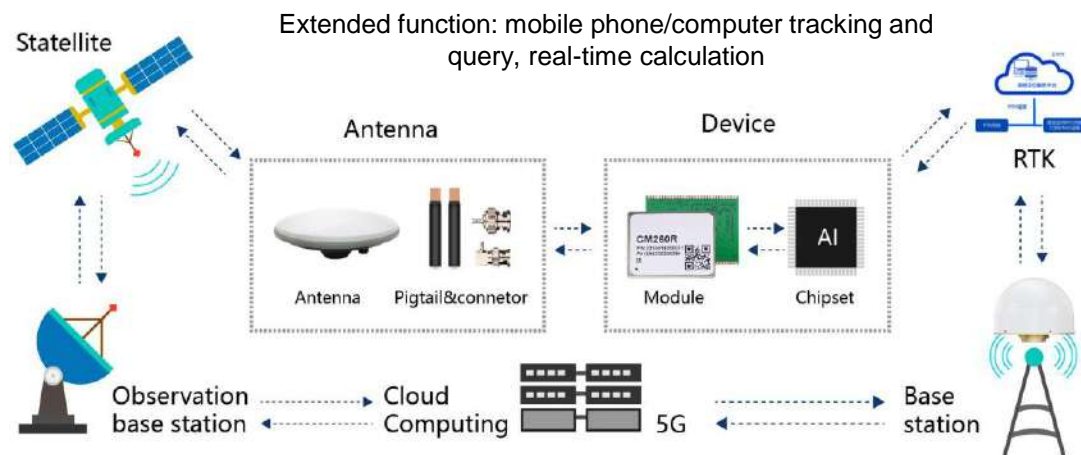 Extended function: mobile phone/computer tracking and
query, real-time calculation
Statellite
Antenna
Device
RTK
CM260R
AI
Antenna
Pigtail&connetor
Module
Chipset
Observation
base station
Cloud
Computing
5G
Base
station